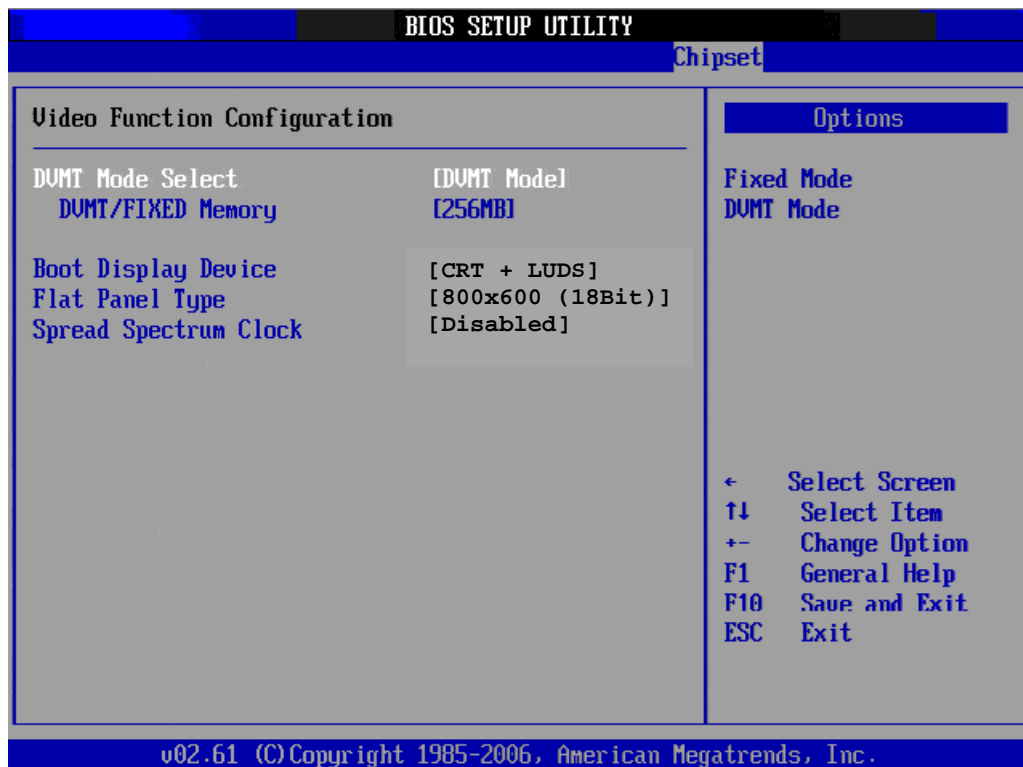 BIOS SETUP UTILITY
Chipset
Video Function Configuration
DVMT Mode Select [DVMT Mode]
DVMT/FIXED Memory [256MB]
Boot Display Device [CRT + LUDS]
Flat Panel Type [800x600 (18Bit)]
Spread Spectrum Clock [Disabled]
Options
Fixed Mode
DVMT Mode
← Select Screen
↑↓ Select Item
+- Change Option
F1 General Help
F10 Save and Exit
ESC Exit
v02.61 (C)Copyright 1985-2006, American Megatrends, Inc.